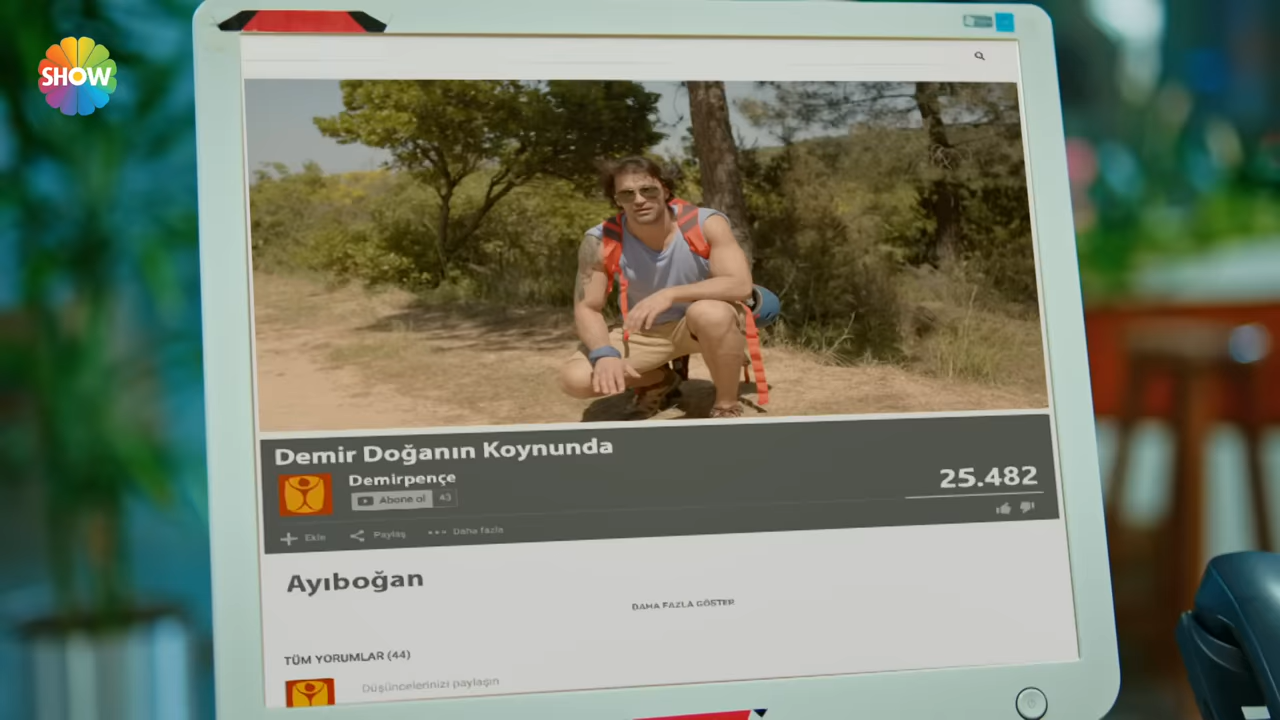 SHOW
Demir Doğanın Koynunda
Demirpençe
Abone ol 43
25.482
Ekle Paylaş Daha fazla
Ayıboğan
DAHA FAZLA GÖSTER
TÜM YORUMLAR (44)
Düşüncelerinizi paylaşın